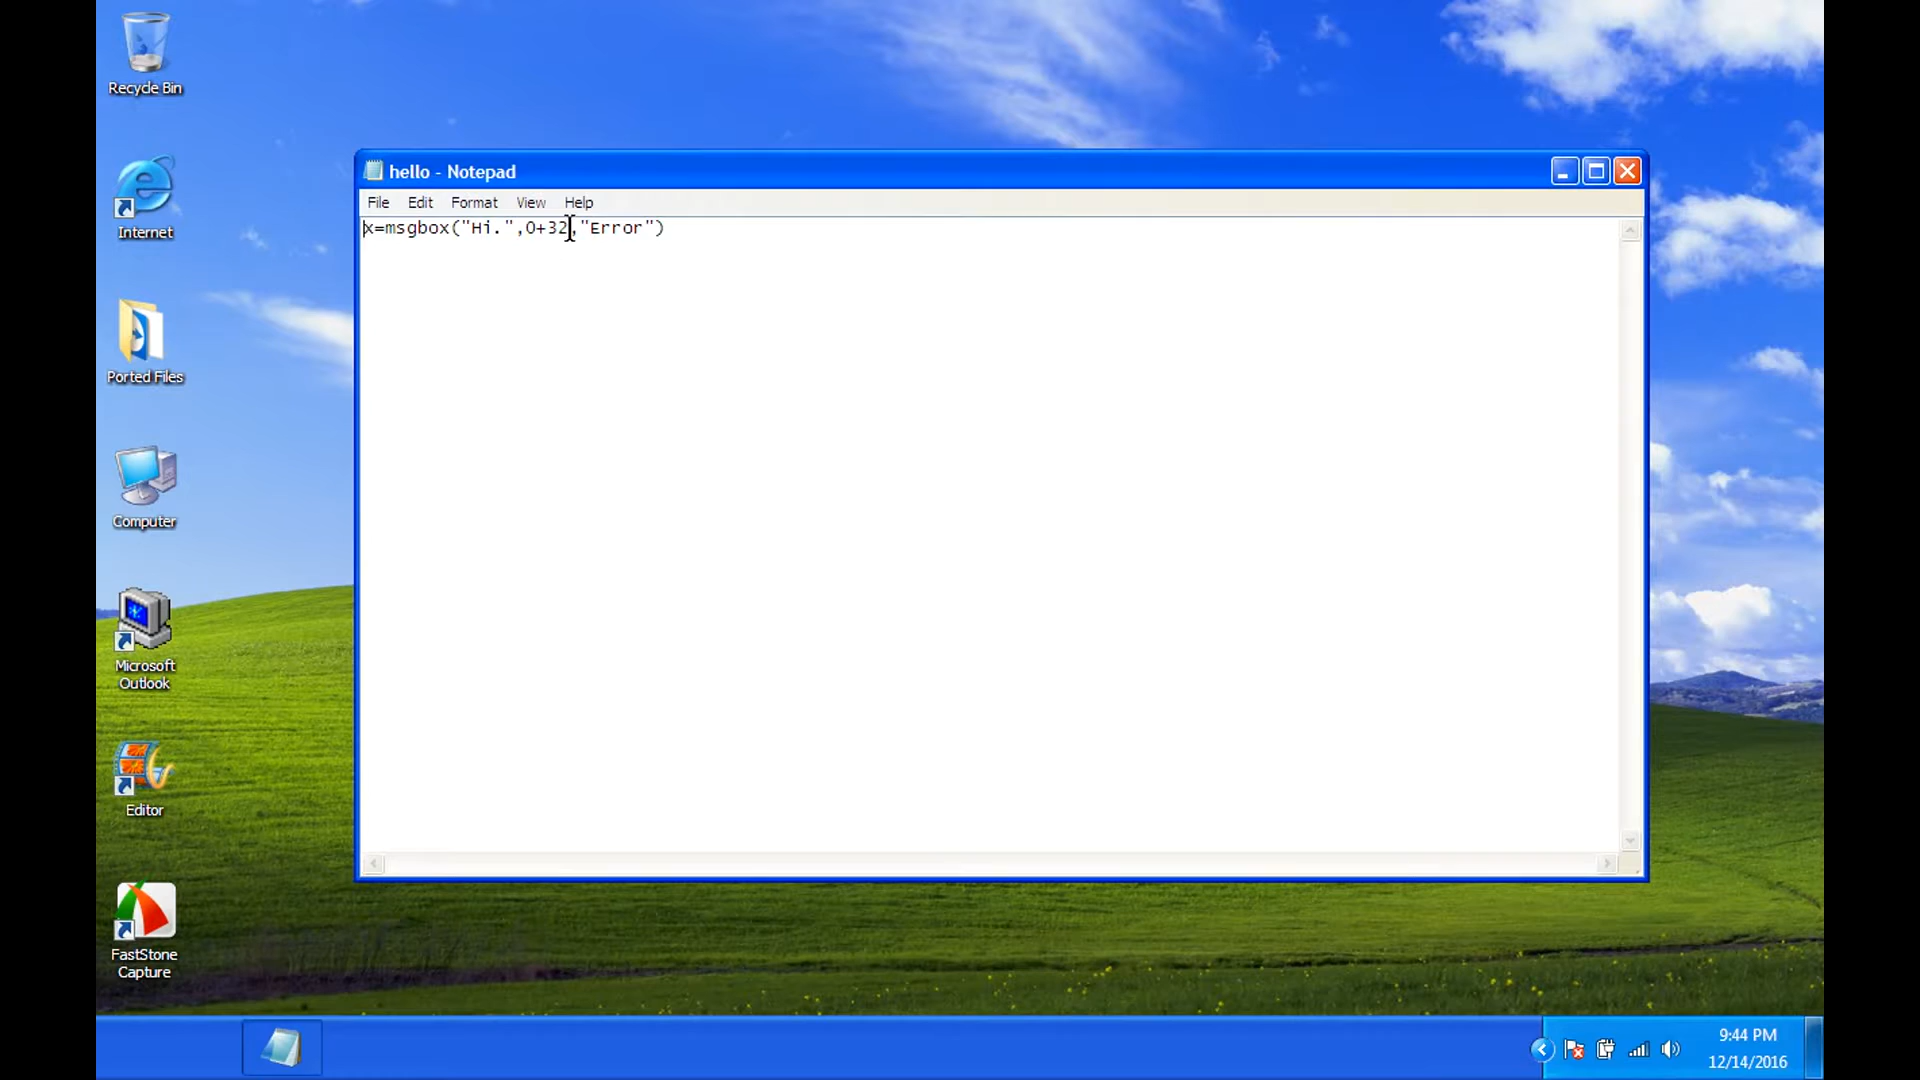 Recycle Bin
Internet
Ported Files
Computer
Microsoft
Outlook
Editor
FastStone
Capture
hello - Notepad
File Edit Format View Help
x=msgbox("Hi.",0+32,"Error")
9:44 PM
12/14/2016